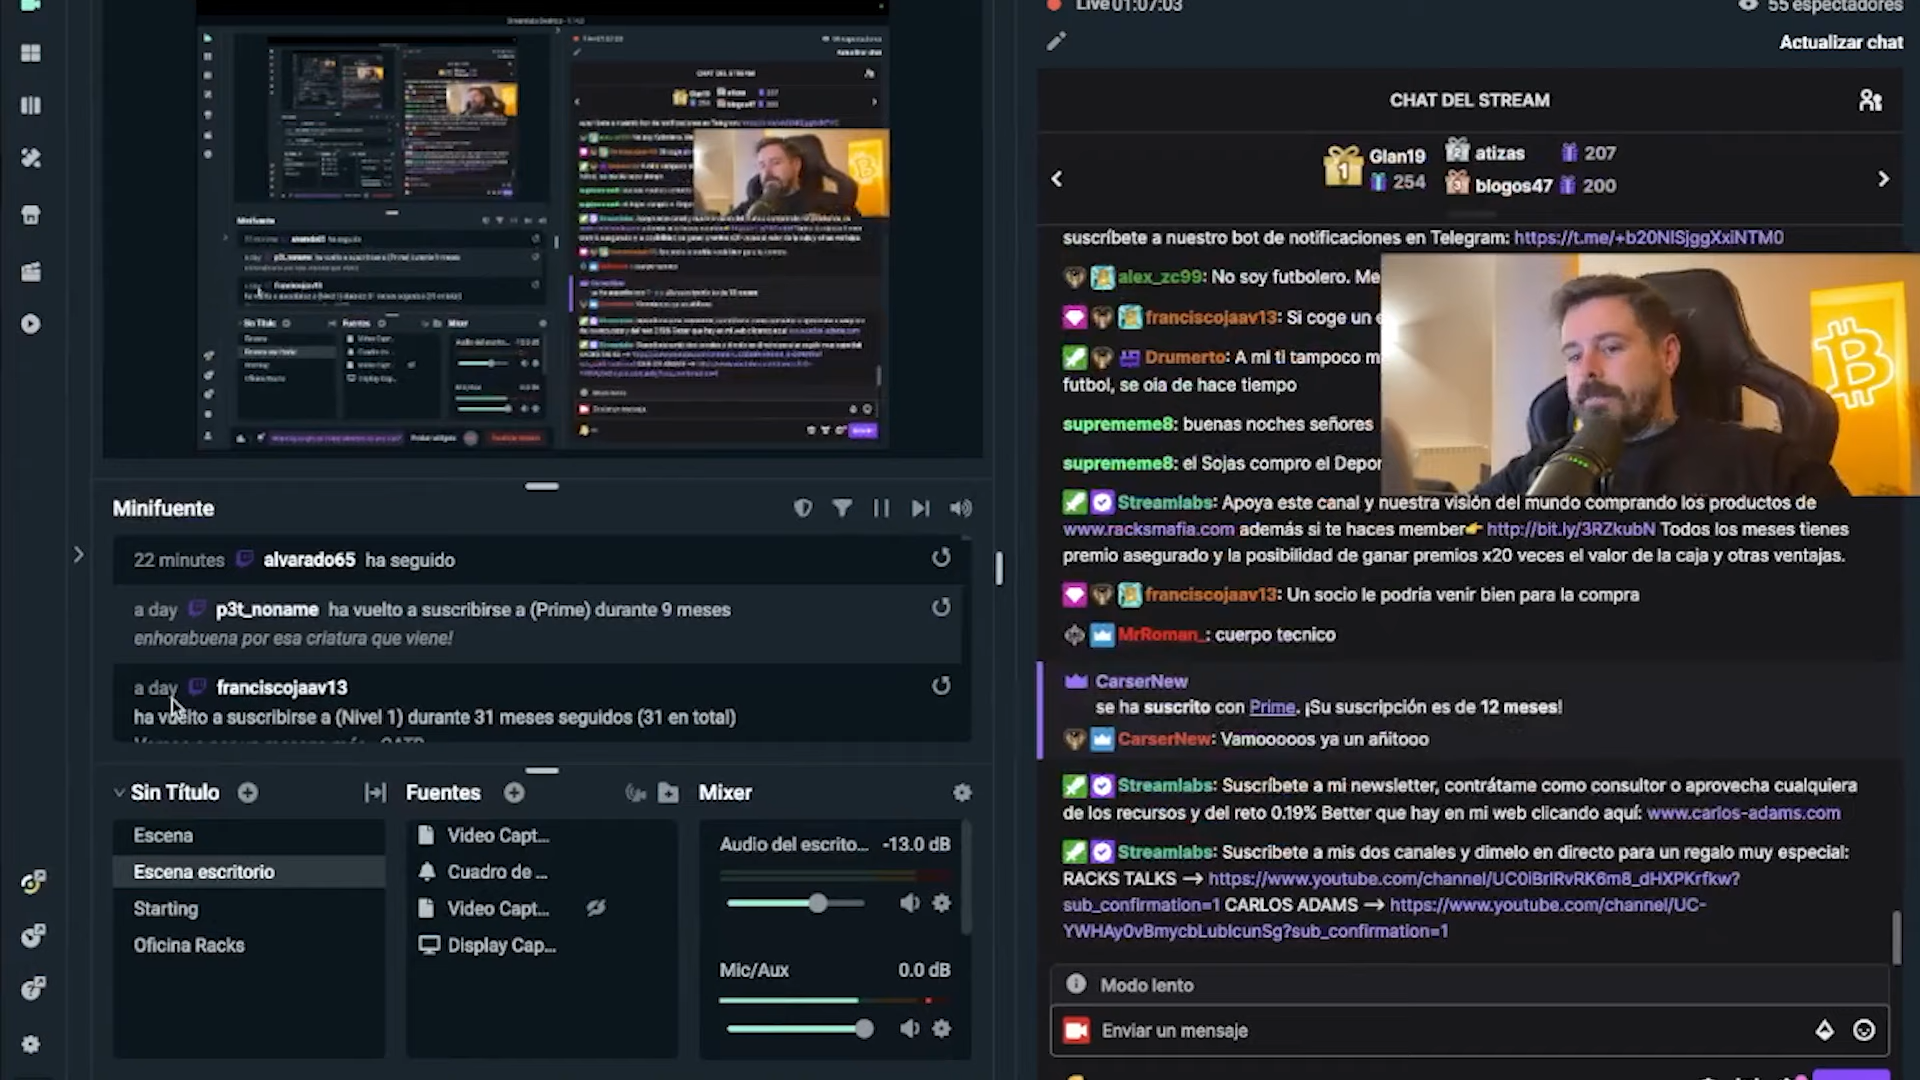 Live 01:07:03
55 espectadores
Actualizar chat
CHAT DEL STREAM
Glan19
254
atizas
207
blogos47
200
suscríbete a nuestro bot de notificaciones en Telegram: https://t.me/+b20NlSjggXxiNTM0
alex_zc99: No soy futbolero. Me
franciscojaav13: Si coge un
Drumerto: A mi ti tampoco m
futbol, se oia de hace tiempo
suprememe8: buenas noches señores
suprememe8: el Sojas compro el Depor
Streamlabs: Apoya este canal y nuestra visión del mundo comprando los productos de
www.racksmafia.com además si te haces member👉 http://bit.ly/3RZkubN Todos los meses tienes
premio asegurado y la posibilidad de ganar premios x20 veces el valor de la caja y otras ventajas.
franciscojaav13: Un socio le podría venir bien para la compra
MrRoman_: cuerpo tecnico
CarserNew
se ha suscrito con Prime. ¡Su suscripción es de 12 meses!
CarserNew: Vamooooos ya un añitooo
Streamlabs: Suscríbete a mi newsletter, contrátame como consultor o aprovecha cualquiera
de los recursos y del reto 0.19% Better que hay en mi web clicando aquí: www.carlos-adams.com
Streamlabs: Suscribete a mis dos canales y dimelo en directo para un regalo muy especial:
RACKS TALKS → https://www.youtube.com/channel/UC0iBrlRvRK6m8_dHXPKrfkw?
sub_confirmation=1 CARLOS ADAMS → https://www.youtube.com/channel/UC-
YWHAy0vBmycbLublcunSg?sub_confirmation=1
Modo lento
Enviar un mensaje
Minifuente
22 minutes alvarado65 ha seguido
a day p3t_noname ha vuelto a suscribirse a (Prime) durante 9 meses
enhorabuena por esa criatura que viene!
a day franciscojaav13
ha vuelto a suscribirse a (Nivel 1) durante 31 meses seguidos (31 en total)
Sin Título
Escena
Escena escritorio
Starting
Oficina Racks
Fuentes
Video Capt...
Cuadro de ...
Video Capt...
Display Cap...
Mixer
Audio del escrito... -13.0 dB
Mic/Aux 0.0 dB